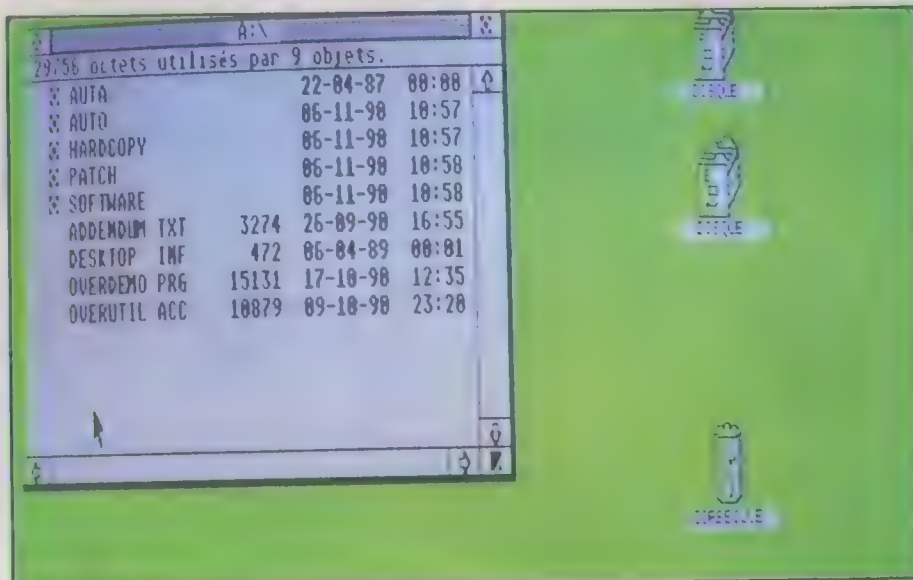 A:\
29756 octets utilisés par 9 objets.
AUTA 22-04-87 00:00
AUTO 06-11-90 10:57
HARDCOPY 06-11-90 10:57
PATCH 06-11-90 10:58
SOFTWARE 06-11-90 10:58
ADDENDUM TXT 3274 26-09-90 16:55
DESKTOP INF 472 06-04-89 00:01
OVERDEMO PRG 15131 17-10-90 12:35
OVERUTIL ACC 10879 09-10-90 23:20